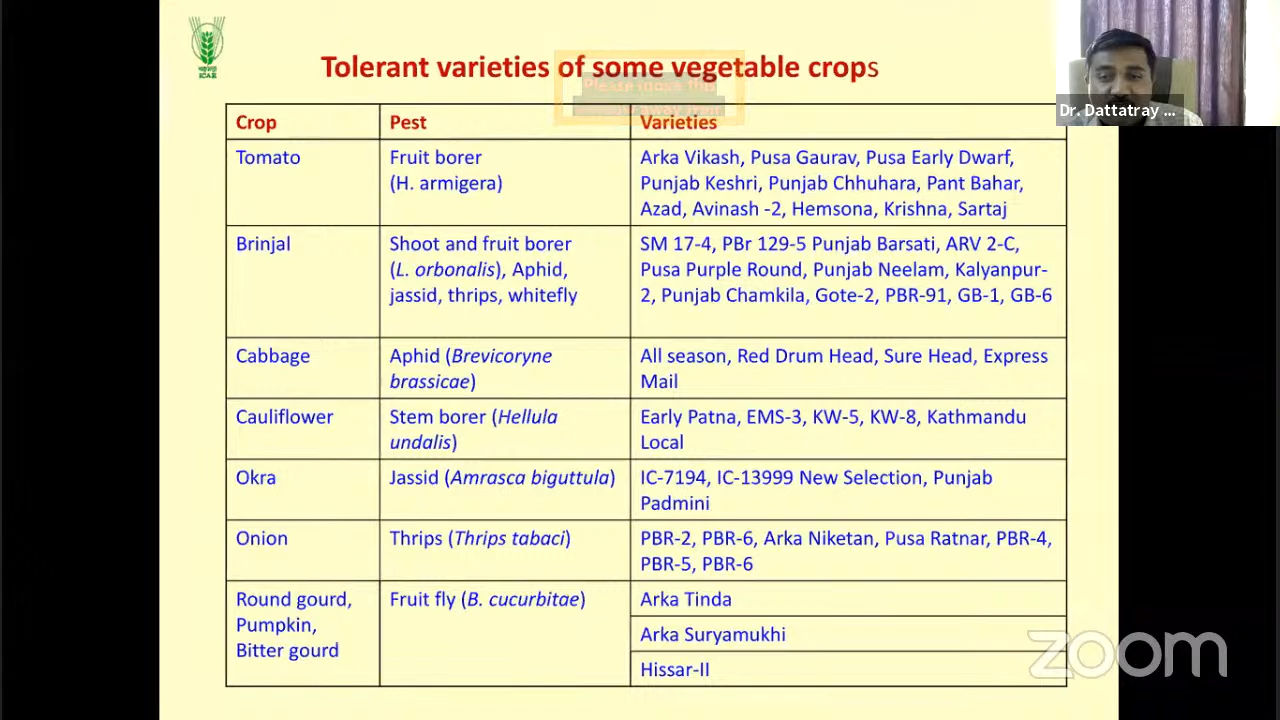 ICAR
Tolerant varieties of some vegetable crops
Please move this
away from
Dr. Dattatray ...
Crop Pest Varieties
Tomato Fruit borer Arka Vikash, Pusa Gaurav, Pusa Early Dwarf,
(H. armigera) Punjab Keshri, Punjab Chhuhara, Pant Bahar,
Azad, Avinash -2, Hemsona, Krishna, Sartaj
Brinjal Shoot and fruit borer SM 17-4, PBr 129-5 Punjab Barsati, ARV 2-C,
(L. orbonalis), Aphid, Pusa Purple Round, Punjab Neelam, Kalyanpur-
jassid, thrips, whitefly 2, Punjab Chamkila, Gote-2, PBR-91, GB-1, GB-6
Cabbage Aphid (Brevicoryne All season, Red Drum Head, Sure Head, Express
brassicae) Mail
Cauliflower Stem borer (Hellula Early Patna, EMS-3, KW-5, KW-8, Kathmandu
undalis) Local
Okra Jassid (Amrasca biguttula) IC-7194, IC-13999 New Selection, Punjab
Padmini
Onion Thrips (Thrips tabaci) PBR-2, PBR-6, Arka Niketan, Pusa Ratnar, PBR-4,
PBR-5, PBR-6
Round gourd, Fruit fly (B. cucurbitae) Arka Tinda
Pumpkin, Arka Suryamukhi
Bitter gourd Hissar-II
zoom